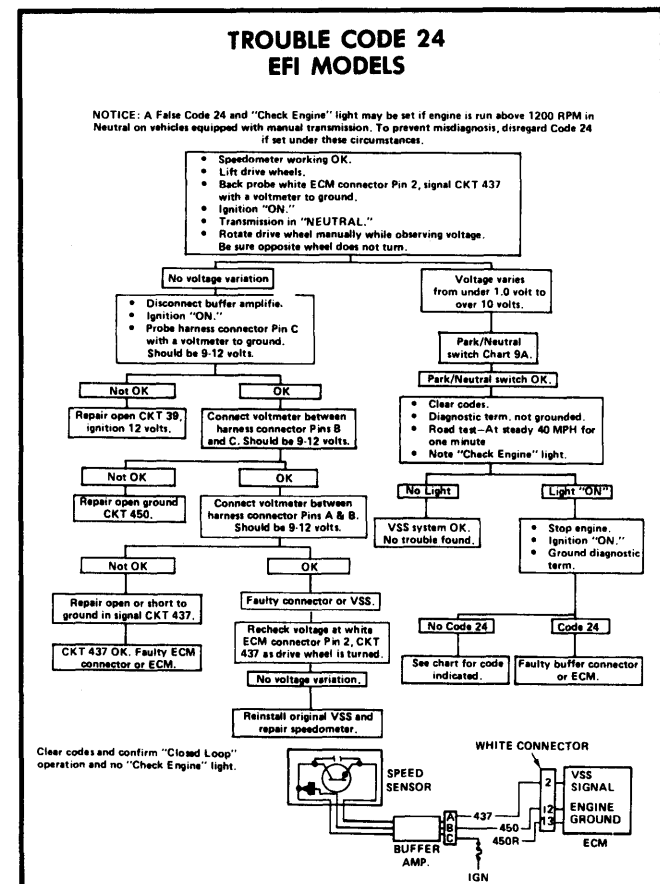 TROUBLE CODE 24
EFI MODELS
NOTICE: A False Code 24 and "Check Engine" light may be set if engine is run above 1200 RPM in
Neutral on vehicles equipped with manual transmission. To prevent misdiagnosis, disregard Code 24
if set under these circumstances.
• Speedometer working OK.
• Lift drive wheels.
• Back probe white ECM connector Pin 2, signal CKT 437
with a voltmeter to ground.
• Ignition "ON."
• Transmission in "NEUTRAL."
• Rotate drive wheel manually while observing voltage.
Be sure opposite wheel does not turn.
No voltage variation
• Disconnect buffer amplifie.
• Ignition "ON."
• Probe harness connector Pin C
with a voltmeter to ground.
Should be 9-12 volts.
Not OK
OK
Repair open CKT 39,
ignition 12 volts.
Connect voltmeter between
harness connector Pins B
and C. Should be 9-12 volts.
Not OK
OK
Repair open ground
CKT 450.
Connect voltmeter between
harness connector Pins A & B.
Should be 9-12 volts.
Not OK
OK
Repair open or short to
ground in signal CKT 437.
CKT 437 OK. Faulty ECM
connector or ECM.
Faulty connector or VSS.
Recheck voltage at white
ECM connector Pin 2, CKT
437 as drive wheel is turned.
No voltage variation.
Reinstall original VSS and
repair speedometer.
Voltage varies
from under 1.0 volt to
over 10 volts.
Park/Neutral
switch Chart 9A.
Park/Neutral switch OK.
• Clear codes.
• Diagnostic term. not grounded.
• Road test—At steady 40 MPH for
one minute
• Note "Check Engine" light.
No Light
Light "ON"
VSS system OK.
No trouble found.
• Stop engine.
• Ignition "ON."
• Ground diagnostic
term.
No Code 24
Code 24
See chart for code
indicated.
Faulty buffer connector
or ECM.
Clear codes and confirm "Closed Loop"
operation and no "Check Engine" light.
SPEED
SENSOR
BUFFER
AMP.
A
B
C
437
450
450R
IGN
WHITE CONNECTOR
2
12
13
VSS
SIGNAL
ENGINE
GROUND
ECM